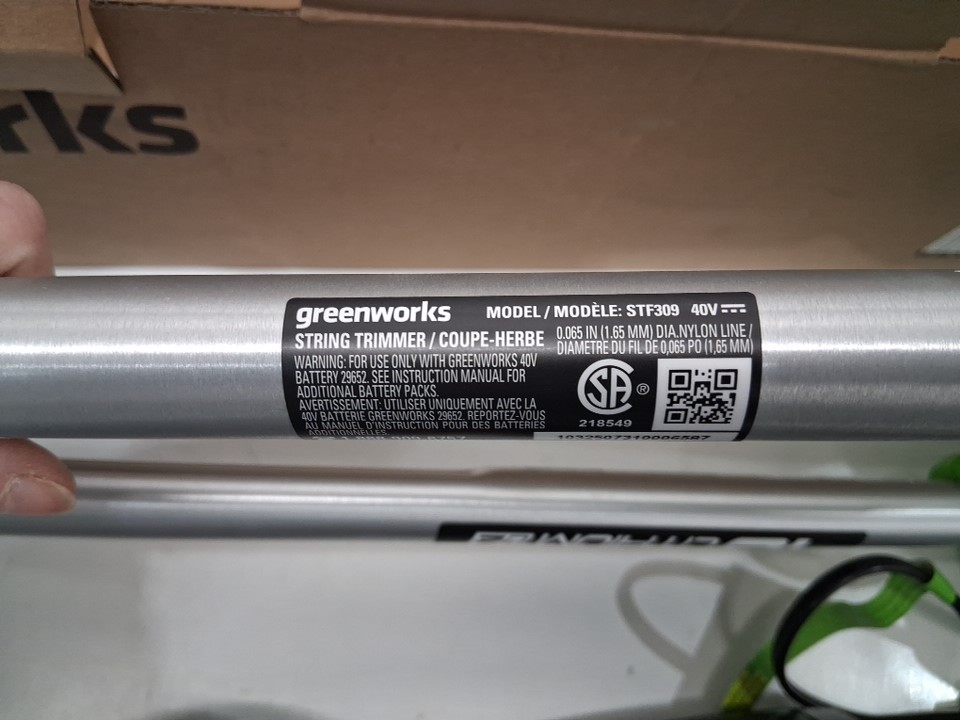 rks
greenworks
MODEL / MODÈLE: STF309 40V
STRING TRIMMER / COUPE-HERBE
0.065 IN (1.65 MM) DIA.NYLON LINE /
DIAMÈTRE DU FIL DE 0,065 PO (1,65 MM)
WARNING: FOR USE ONLY WITH GREENWORKS 40V
BATTERY 29652. SEE INSTRUCTION MANUAL FOR
ADDITIONAL BATTERY PACKS.
AVERTISSEMENT: UTILISER UNIQUEMENT AVEC LA
40V BATTERIE GREENWORKS 29652. REPORTEZ-VOUS
AU MANUEL D'INSTRUCTION POUR DES BATTERIES
ADDITIONNELLES
SA ®
218549